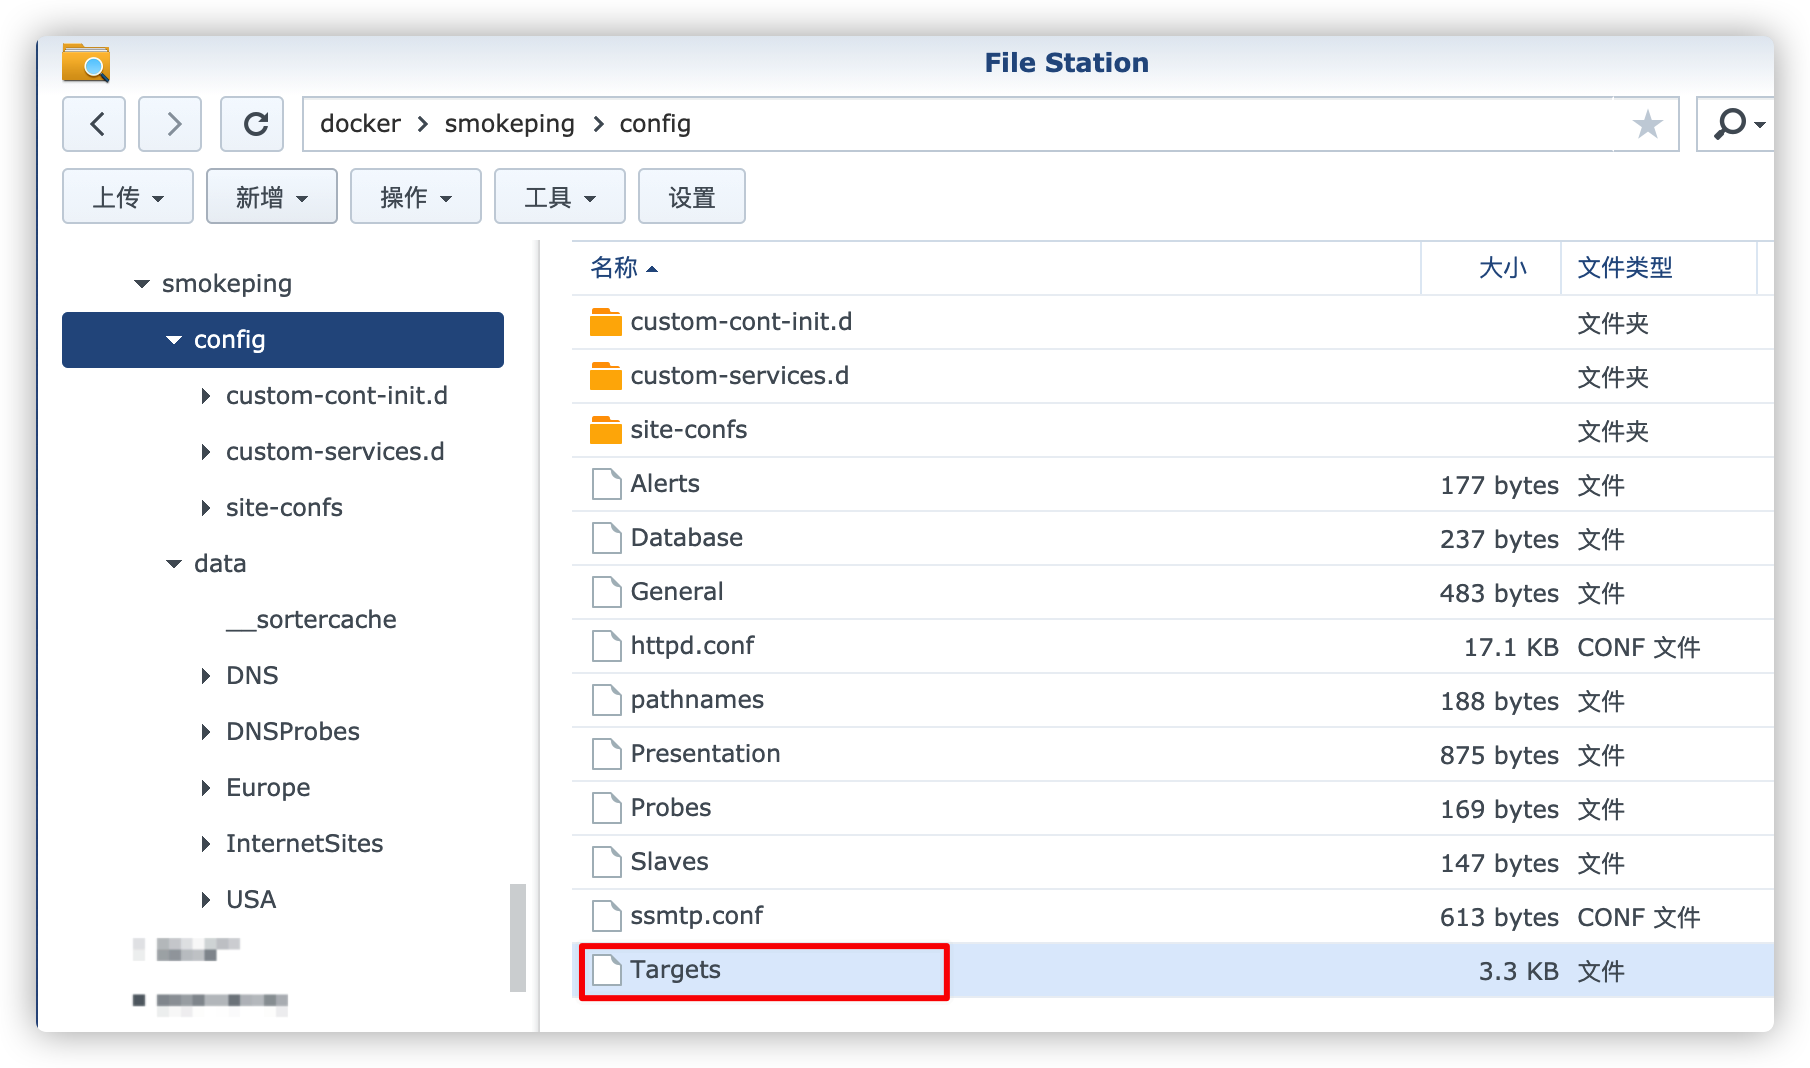 File Station
docker > smokeping > config
上传 新增 操作 工具 设置
smokeping
config
custom-cont-init.d
custom-services.d
site-confs
data
__sortercache
DNS
DNSProbes
Europe
InternetSites
USA
名称 大小 文件类型
custom-cont-init.d 文件夹
custom-services.d 文件夹
site-confs 文件夹
Alerts 177 bytes 文件
Database 237 bytes 文件
General 483 bytes 文件
httpd.conf 17.1 KB CONF 文件
pathnames 188 bytes 文件
Presentation 875 bytes 文件
Probes 169 bytes 文件
Slaves 147 bytes 文件
ssmtp.conf 613 bytes CONF 文件
Targets 3.3 KB 文件